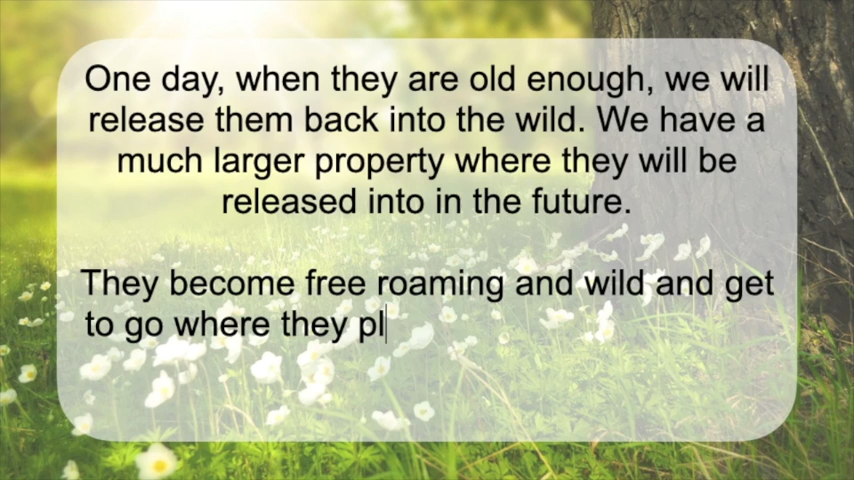 One day, when they are old enough, we will
release them back into the wild. We have a
much larger property where they will be
released into in the future.
They become free roaming and wild and get
to go where they pl